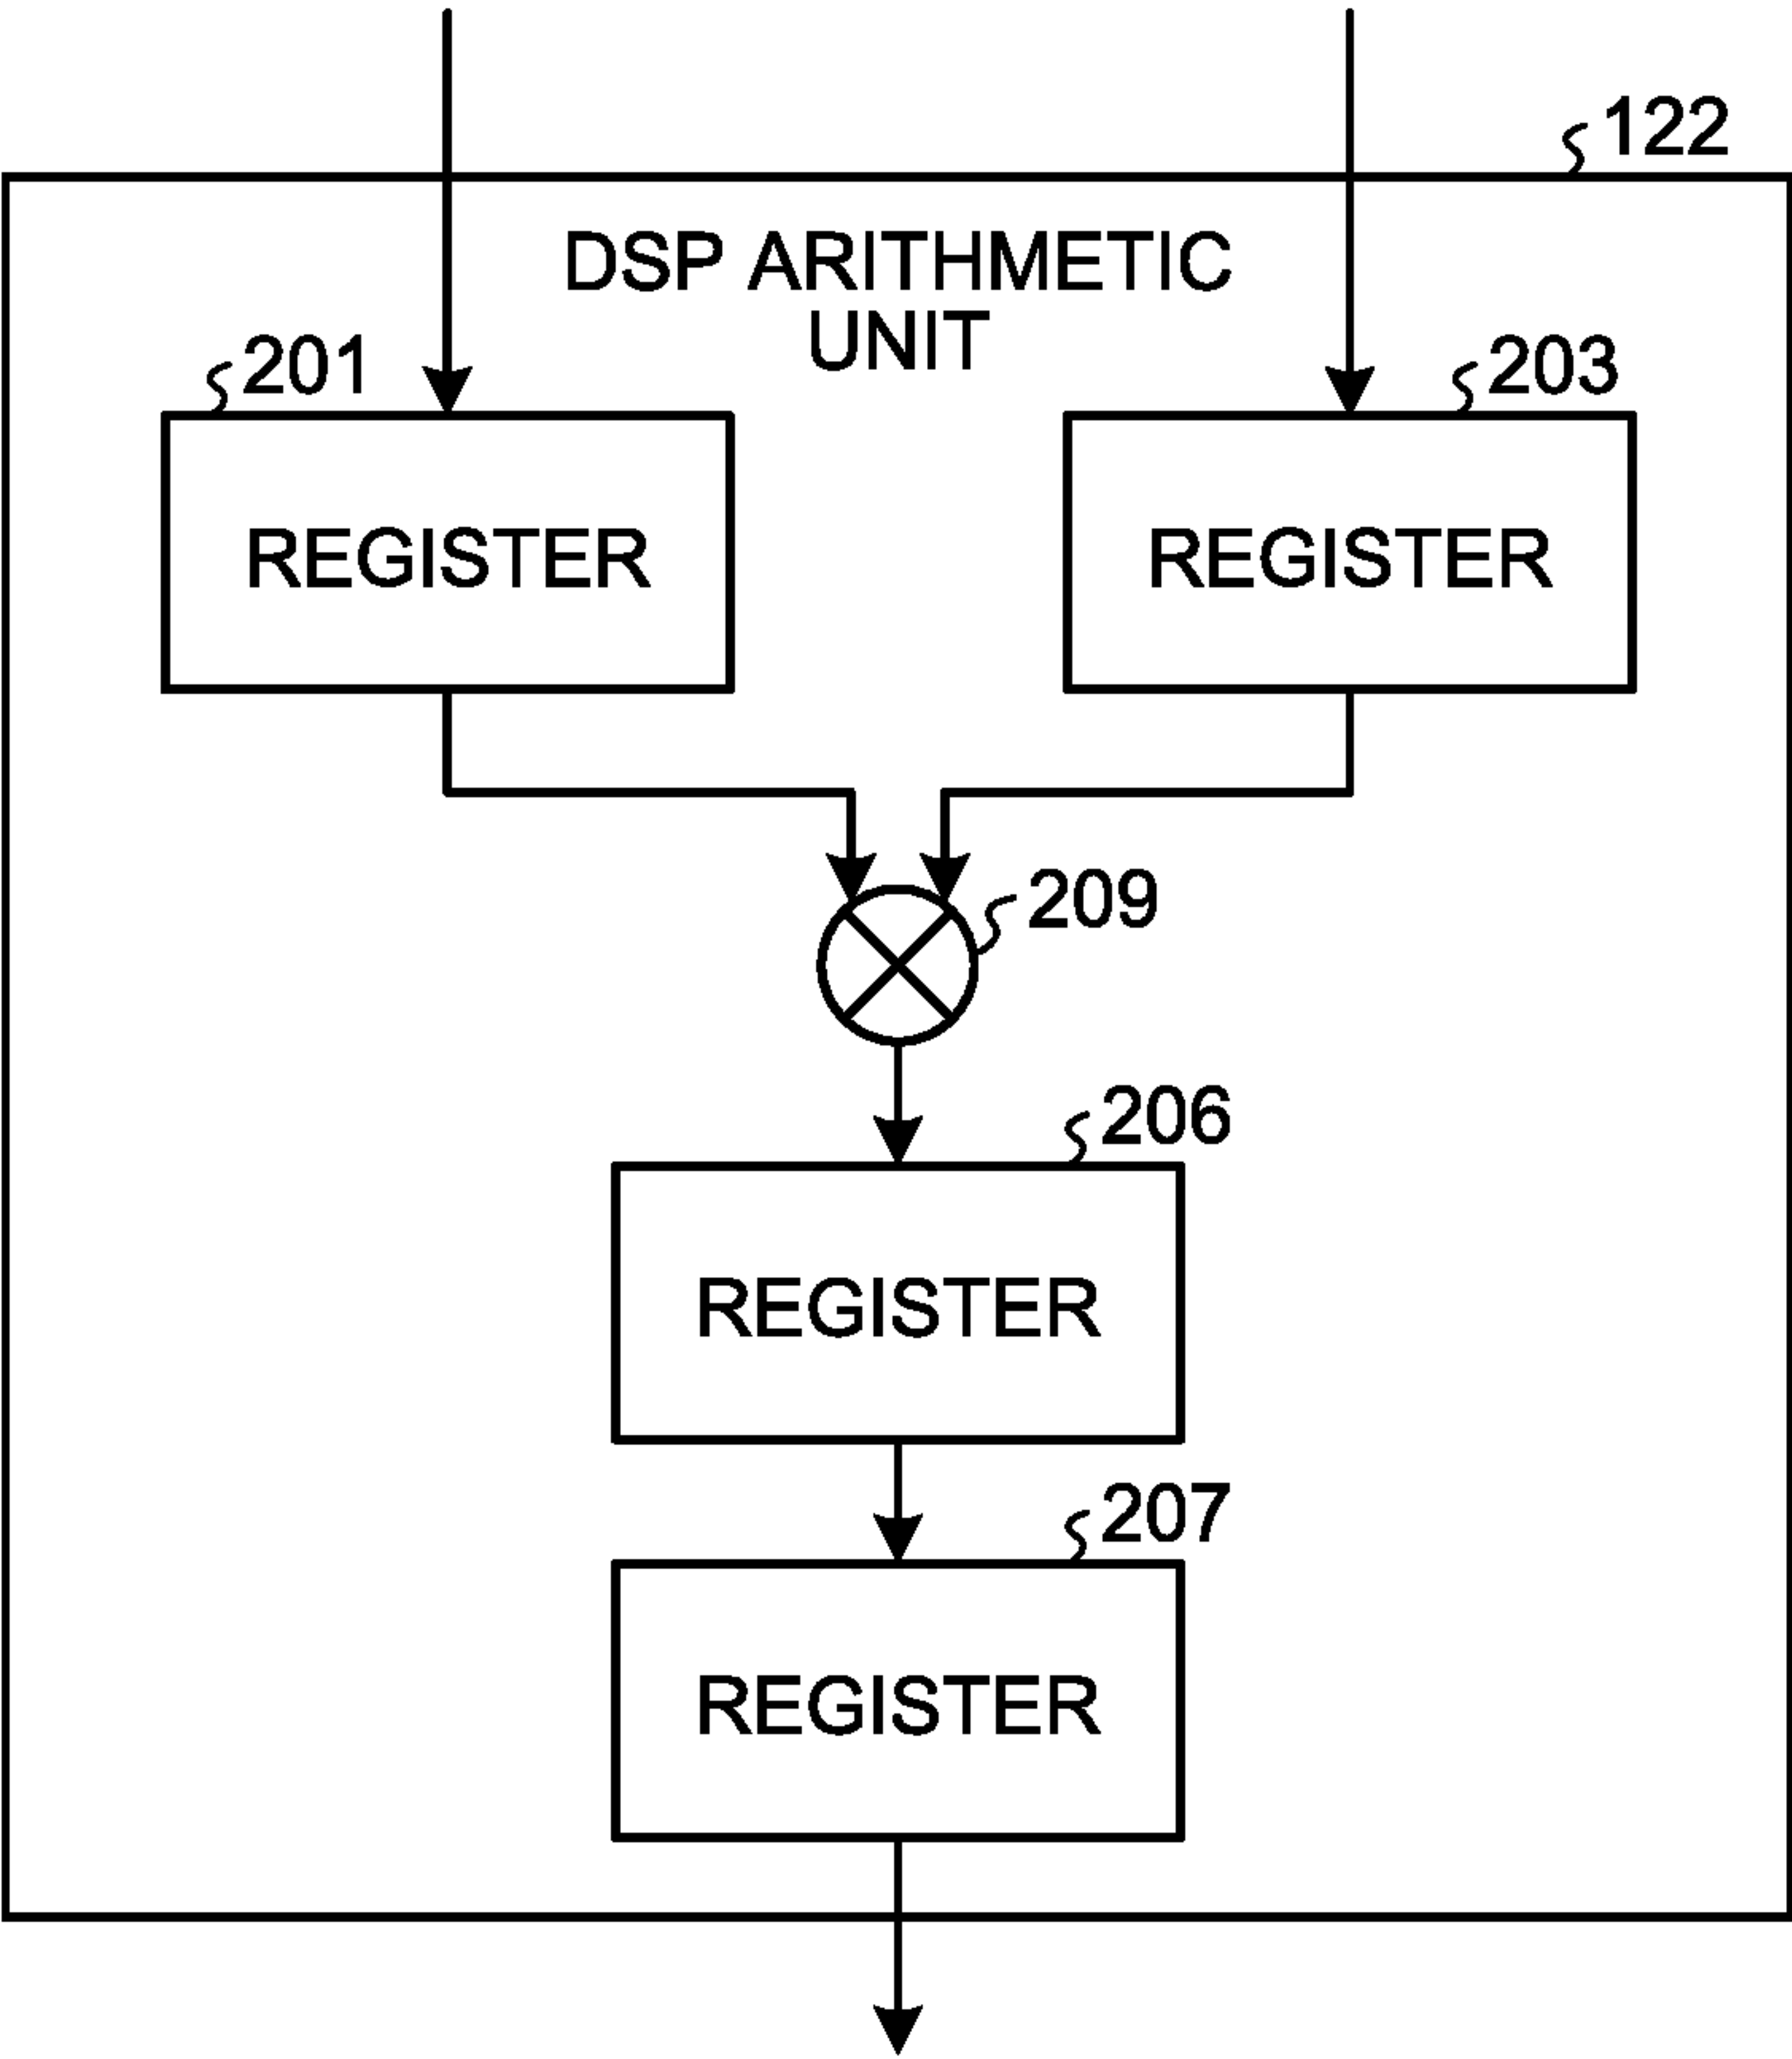 122
DSP ARITHMETIC
UNIT
201
203
REGISTER
REGISTER
209
206
REGISTER
207
REGISTER